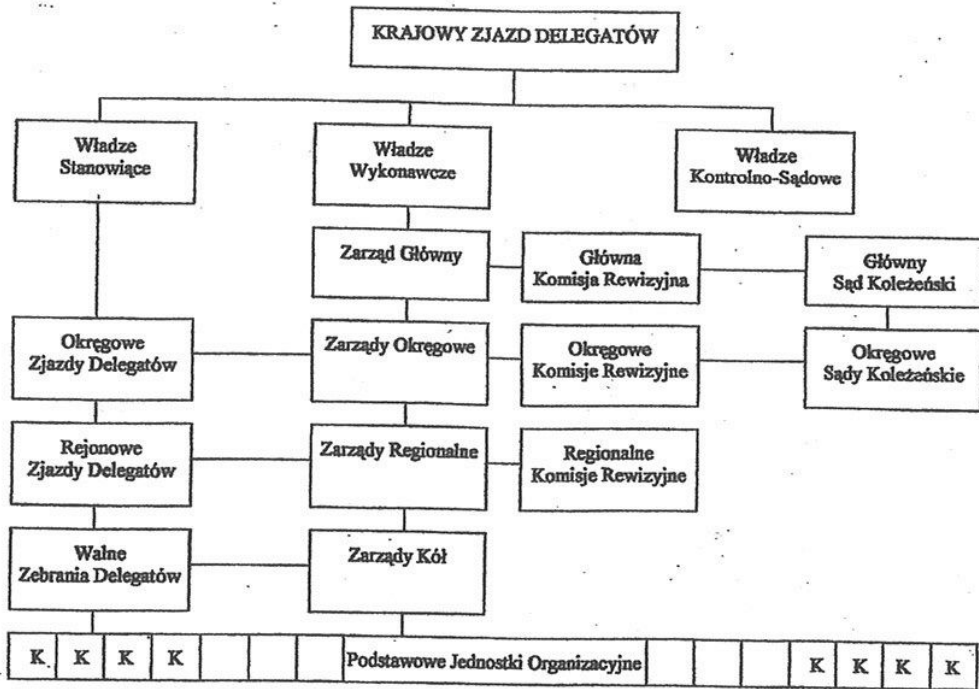 KRAJOWY ZJAZD DELEGATÓW
Władze
Stanowiące
Władze
Wykonawcze
Władze
Kontrolno-Sądowe
Zarząd Główny
Główna
Komisja Rewizyjna
Główny
Sąd Koleżeński
Okręgowe
Zjazdy Delegatów
Zarządy Okręgowe
Okręgowe
Komisje Rewizyjne
Okręgowe
Sądy Koleżeńskie
Rejonowe
Zjazdy Delegatów
Zarządy Regionalne
Regionalne
Komisje Rewizyjne
Walne
Zebrania Delegatów
Zarządy Kół
K K K K Podstawowe Jednostki Organizacyjne K K K K